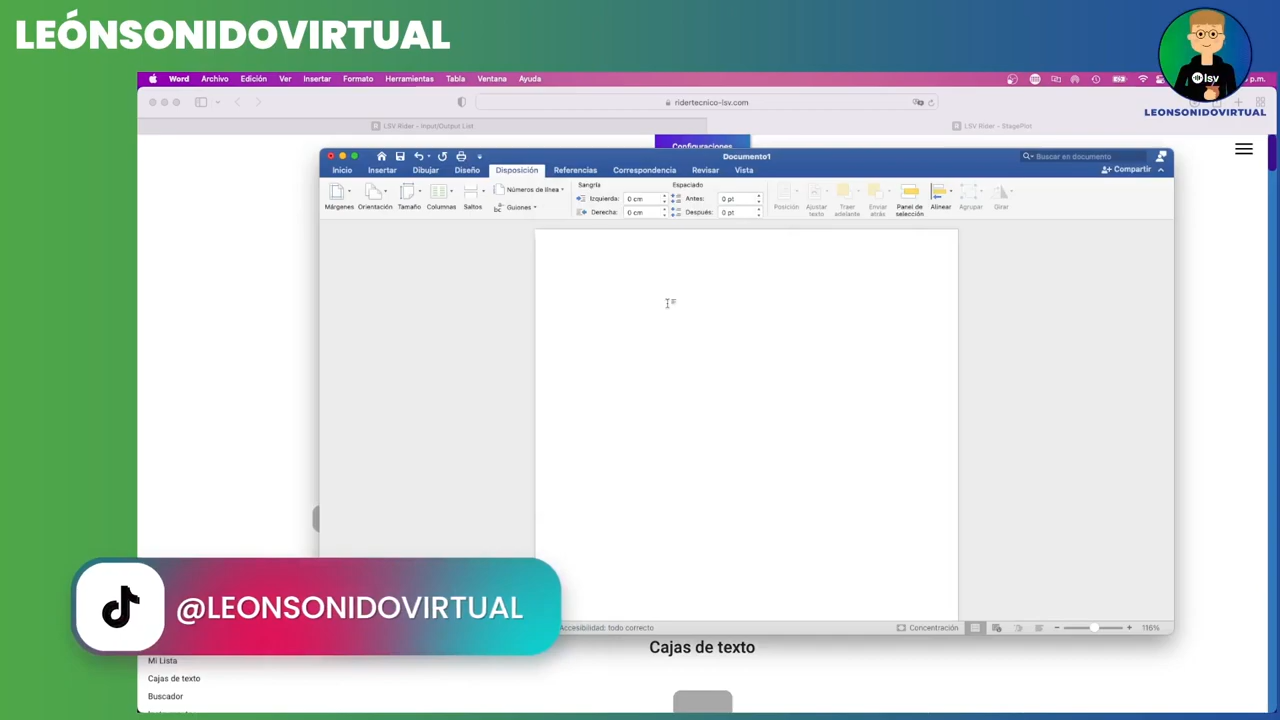 LEÓNSONIDOVIRTUAL
lsv
LEONSONIDOVIRTUAL
Word Archivo Edición Ver Insertar Formato Herramientas Tabla Ventana Ayuda
p.m.
ridertecnico-lsv.com
LSV Rider - Input/Output List
LSV Rider - StagePlot
Configuraciones
Documento1
Buscar en documento
Inicio Insertar Dibujar Diseño Disposición Referencias Correspondencia Revisar Vista
Compartir
Márgenes
Orientación
Tamaño
Columnas
Saltos
Números de línea
Guiones
Sangría
Izquierda: 0 cm
Derecha: 0 cm
Espaciado
Antes: 0 pt
Después: 0 pt
Posición
Ajustar
texto
Traer
adelante
Enviar
atrás
Panel de
selección
Alinear
Agrupar
Girar
@LEONSONIDOVIRTUAL
Accesibilidad: todo correcto
Concentración
116%
Cajas de texto
Mi Lista
Cajas de texto
Buscador